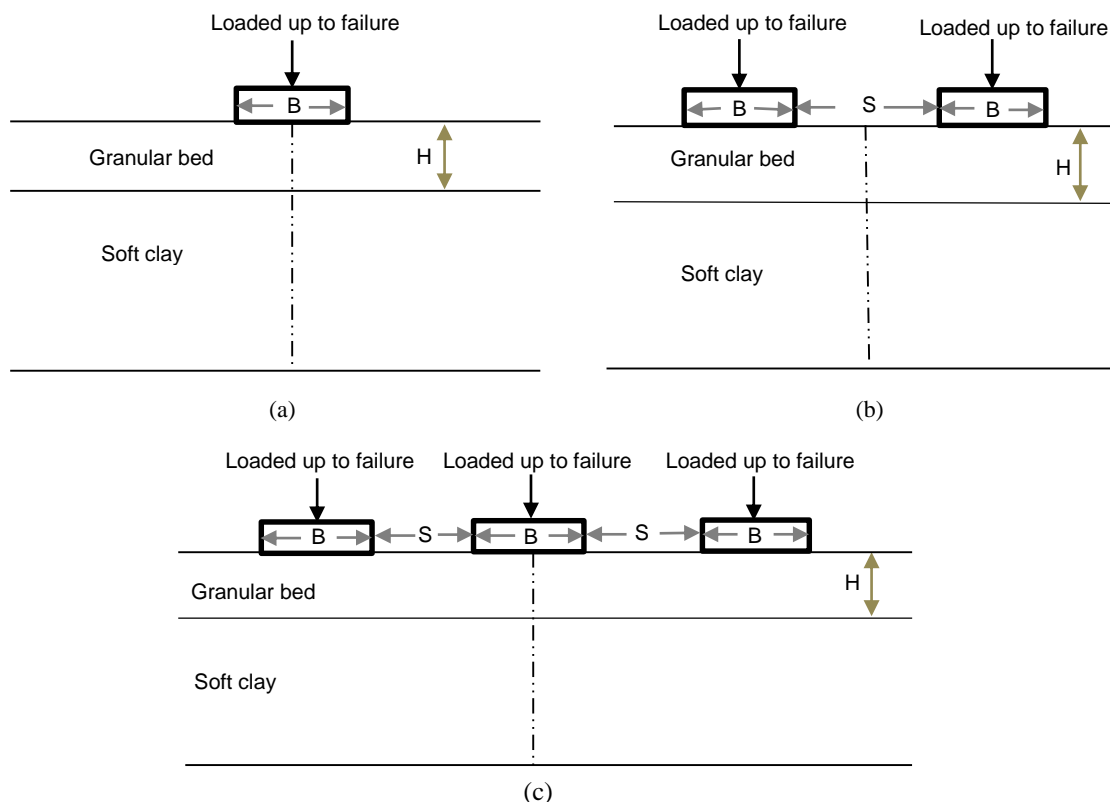 Loaded up to failure
B
Granular bed
H
Soft clay
(a)
Loaded up to failure
Loaded up to failure
B S B
Granular bed
H
Soft clay
(b)
Loaded up to failure Loaded up to failure Loaded up to failure
B S B S B
Granular bed
H
Soft clay
(c)